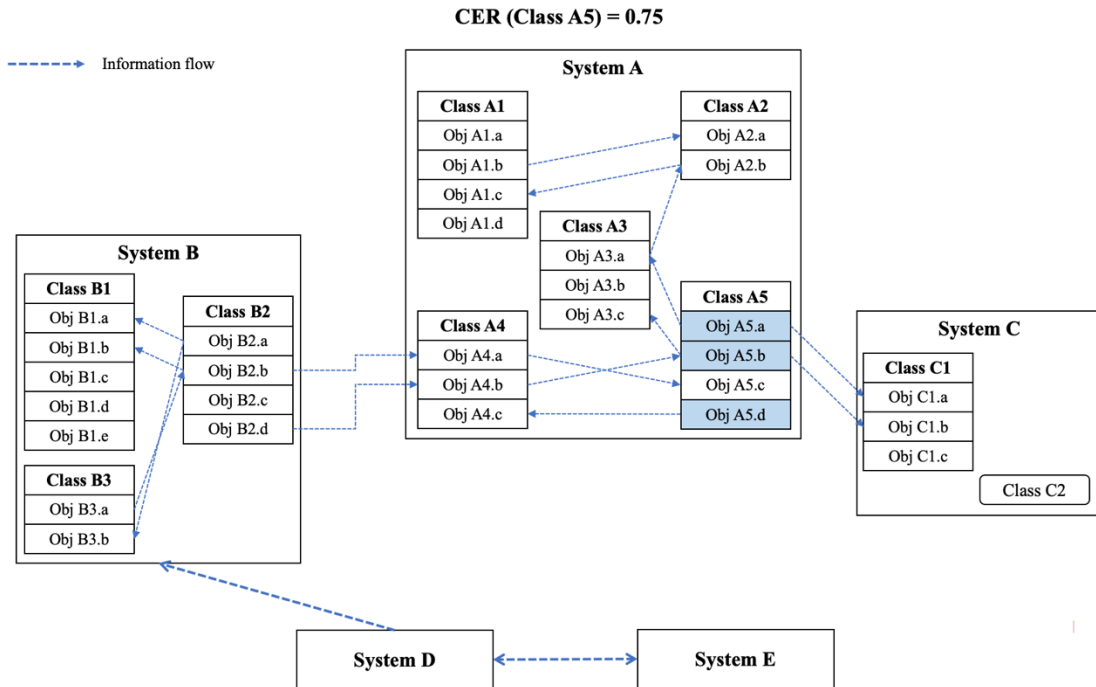 CER (Class A5) = 0.75
Information flow
System A
Class A1
Obj A1.a
Obj A1.b
Obj A1.c
Obj A1.d
Class A2
Obj A2.a
Obj A2.b
Class A3
Obj A3.a
Obj A3.b
Obj A3.c
Class A4
Obj A4.a
Obj A4.b
Obj A4.c
Class A5
Obj A5.a
Obj A5.b
Obj A5.c
Obj A5.d
System B
Class B1
Obj B1.a
Obj B1.b
Obj B1.c
Obj B1.d
Obj B1.e
Class B2
Obj B2.a
Obj B2.b
Obj B2.c
Obj B2.d
Class B3
Obj B3.a
Obj B3.b
System C
Class C1
Obj C1.a
Obj C1.b
Obj C1.c
Class C2
System D
System E